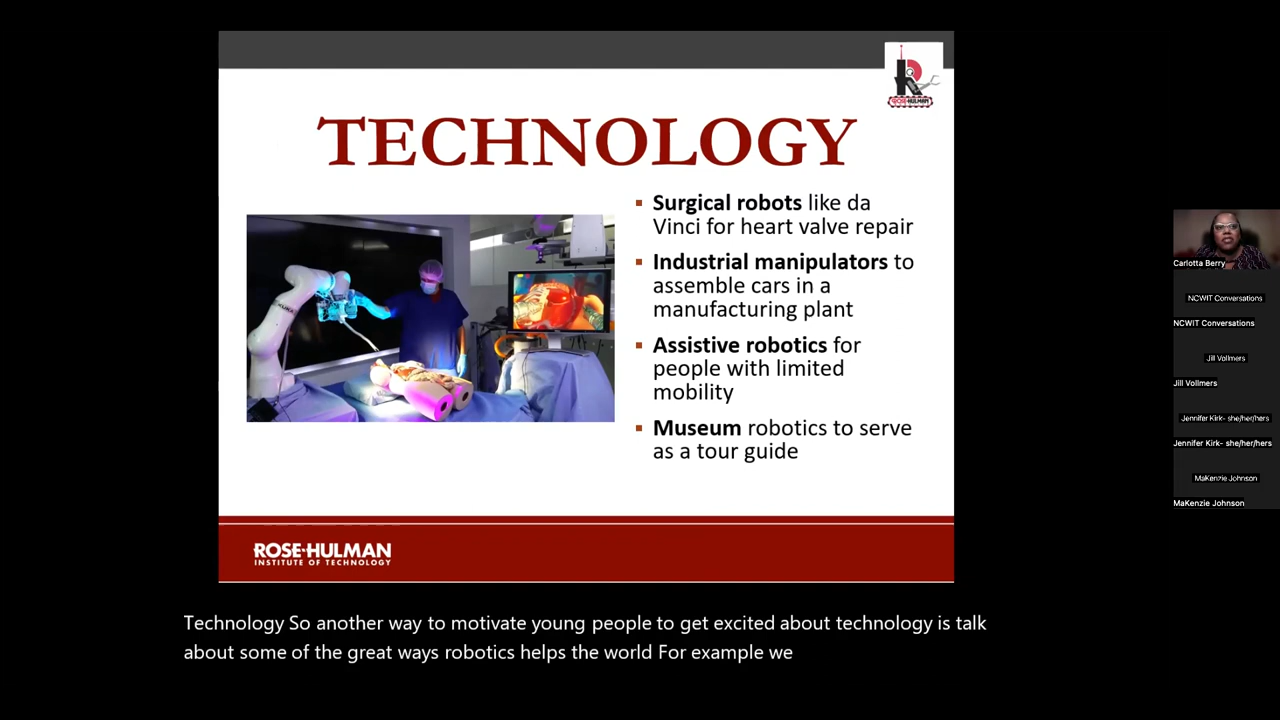 TECHNOLOGY
Surgical robots like da
Vinci for heart valve repair
Industrial manipulators to
assemble cars in a
manufacturing plant
Assistive robotics for
people with limited
mobility
Museum robotics to serve
as a tour guide
ROSE-HULMAN
ROSE-HULMAN
INSTITUTE OF TECHNOLOGY
Technology So another way to motivate young people to get excited about technology is talk
about some of the great ways robotics helps the world For example we
Carlotta Berry
NCWIT Conversations
NCWIT Conversations
Jill Vollmers
Jill Vollmers
Jennifer Kirk- she/her/hers
Jennifer Kirk- she/her/hers
MaKenzie Johnson
MaKenzie Johnson